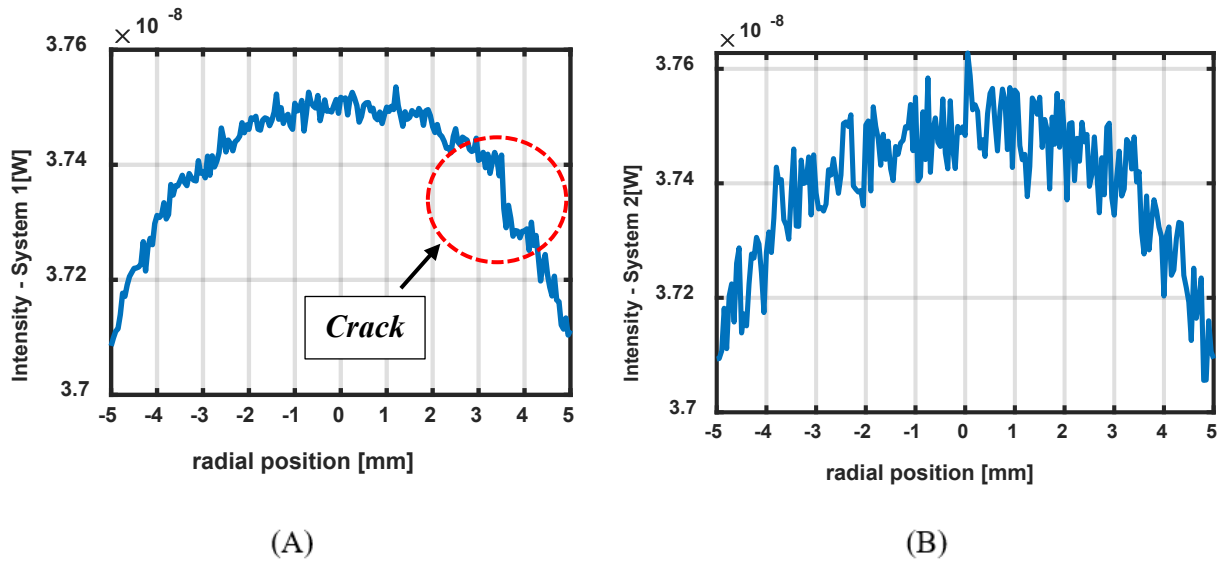 × 10 -8
3.76
3.74
3.72
3.7
Intensity - System 1[W]
Crack
-5 -4 -3 -2 -1 0 1 2 3 4 5
radial position [mm]
(A)
× 10 -8
3.76
3.74
3.72
3.7
Intensity - System 2[W]
-5 -4 -3 -2 -1 0 1 2 3 4 5
radial position [mm]
(B)